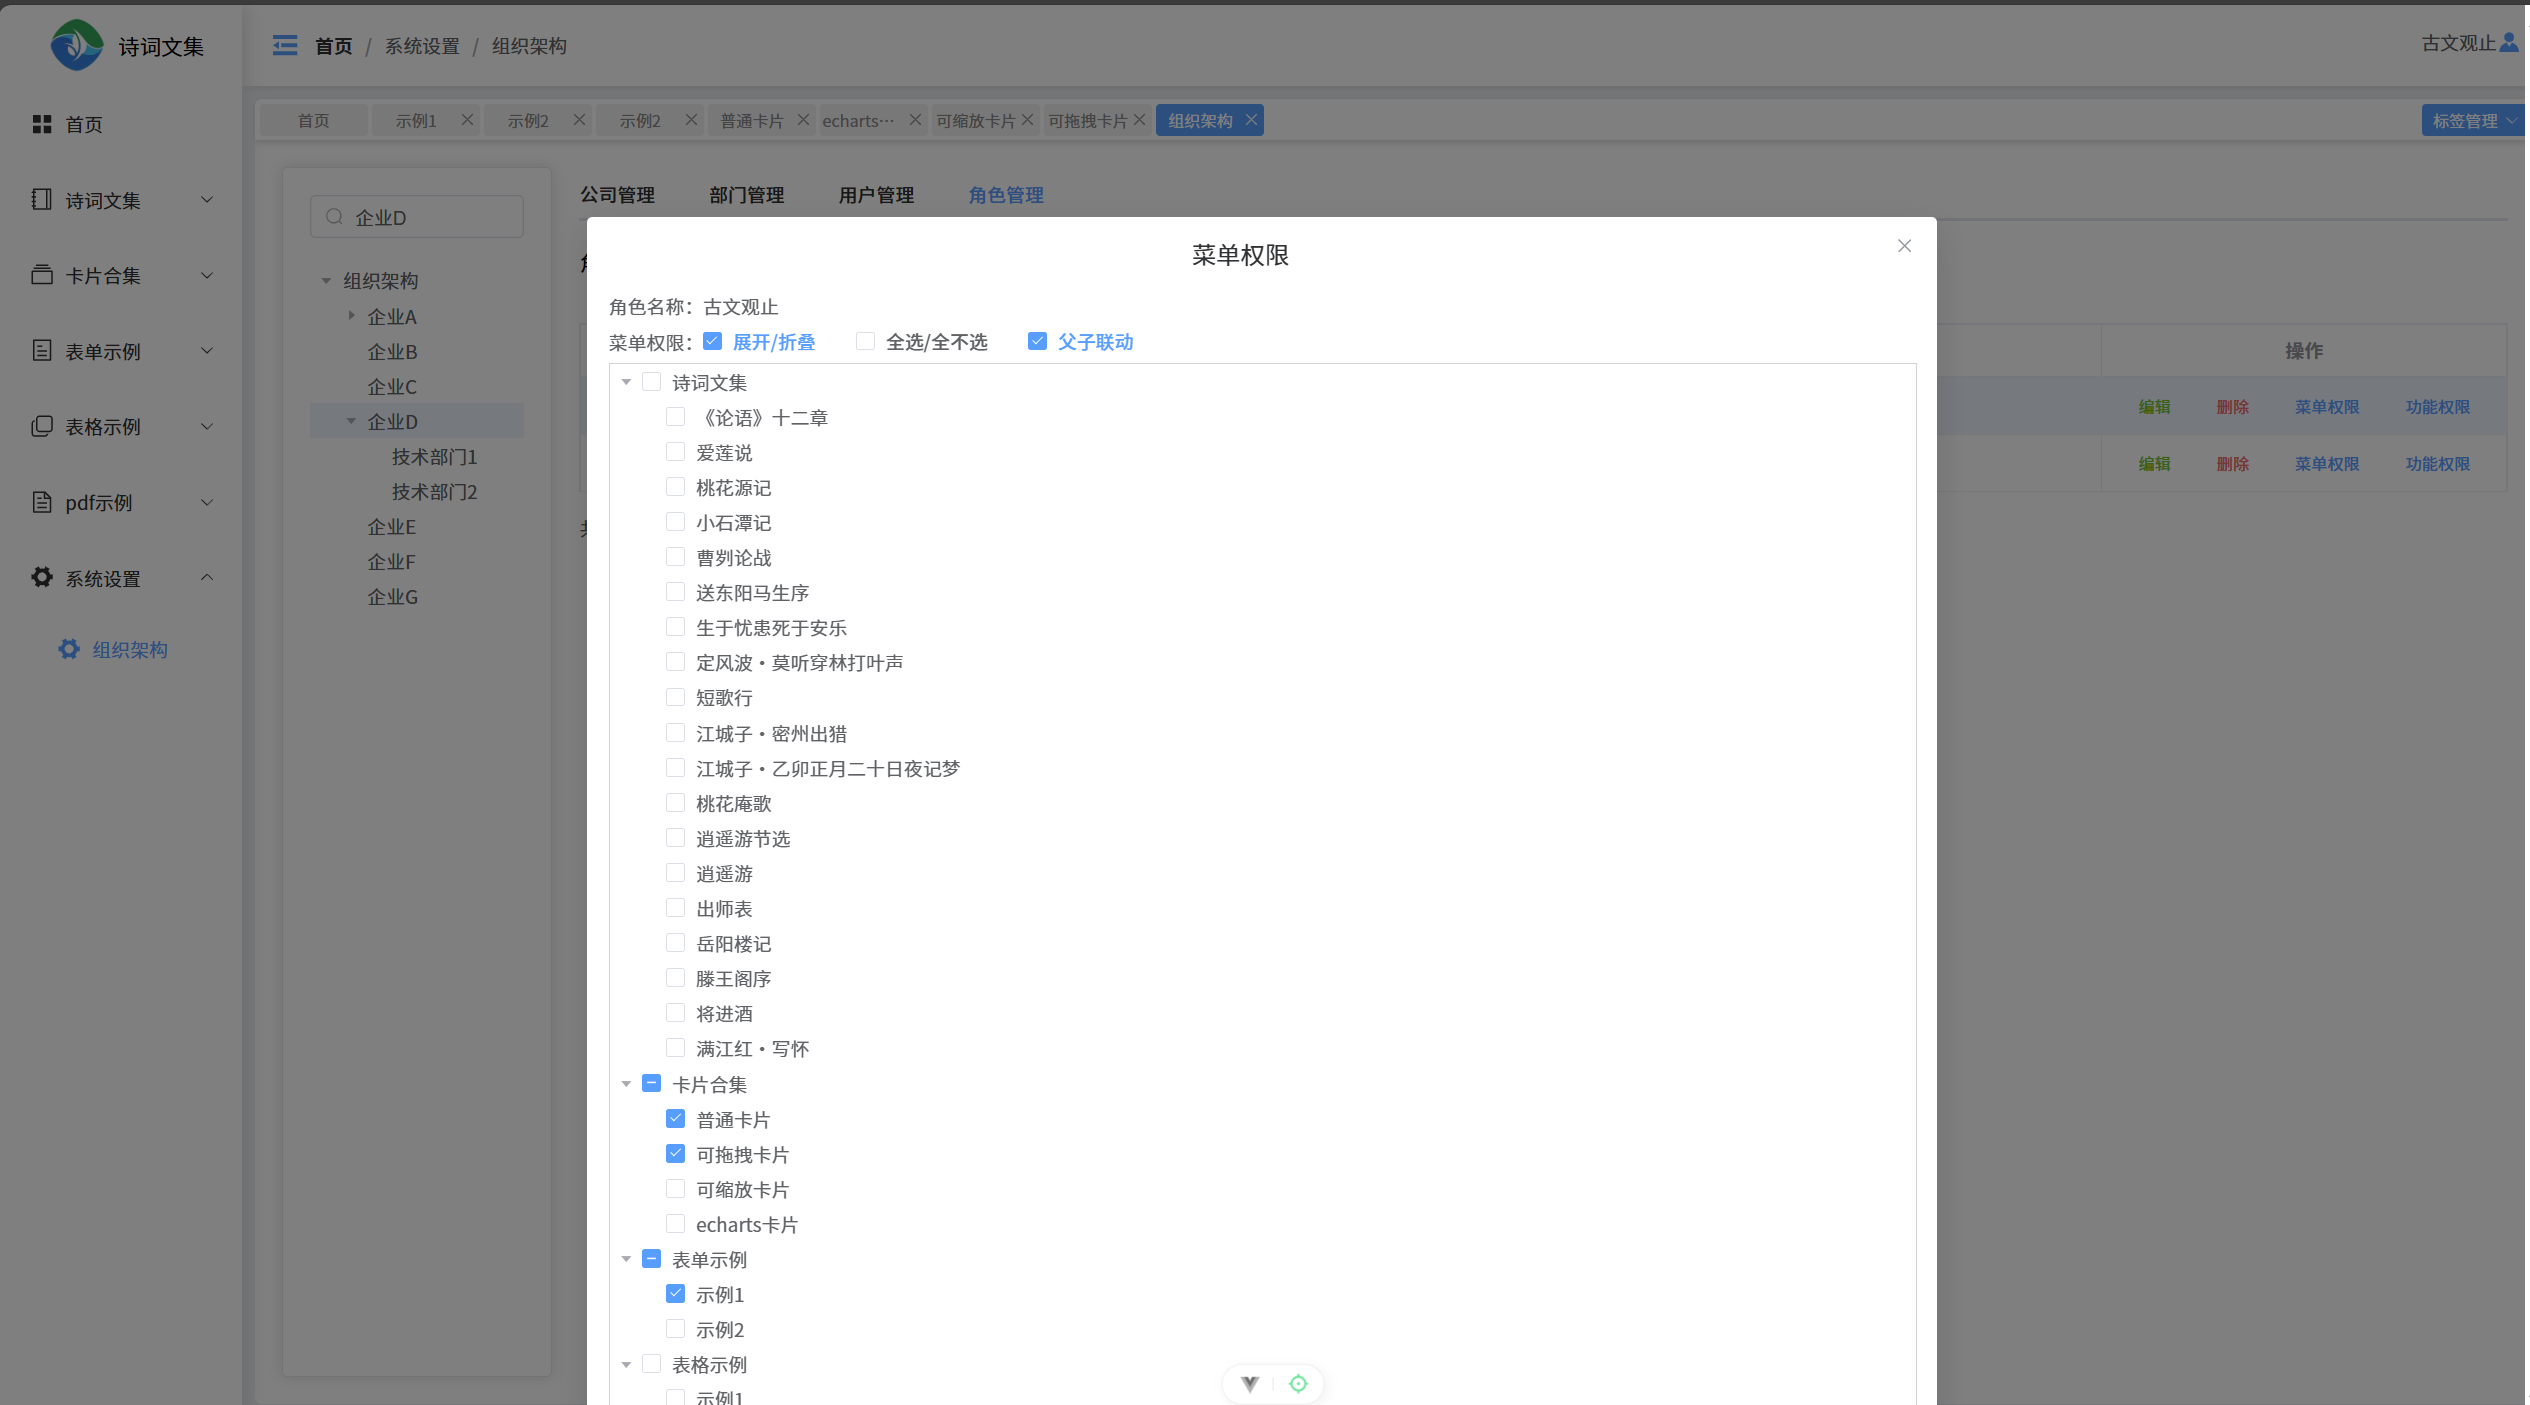 诗词文集
首页
诗词文集
卡片合集
表单示例
表格示例
pdf示例
系统设置
组织架构
首页 / 系统设置 / 组织架构
古文观止
首页 示例1 示例2 示例2 普通卡片 echarts··· 可缩放卡片 可拖拽卡片 组织架构 标签管理
企业D
组织架构
企业A
企业B
企业C
企业D
技术部门1
技术部门2
企业E
企业F
企业G
公司管理 部门管理 用户管理 角色管理
操作
编辑 删除 菜单权限 功能权限
编辑 删除 菜单权限 功能权限
菜单权限
角色名称：古文观止
菜单权限： 展开/折叠 全选/全不选 父子联动
诗词文集
《论语》十二章
爱莲说
桃花源记
小石潭记
曹刿论战
送东阳马生序
生于忧患死于安乐
定风波·莫听穿林打叶声
短歌行
江城子·密州出猎
江城子·乙卯正月二十日夜记梦
桃花庵歌
逍遥游节选
逍遥游
出师表
岳阳楼记
滕王阁序
将进酒
满江红·写怀
卡片合集
普通卡片
可拖拽卡片
可缩放卡片
echarts卡片
表单示例
示例1
示例2
表格示例
示例1